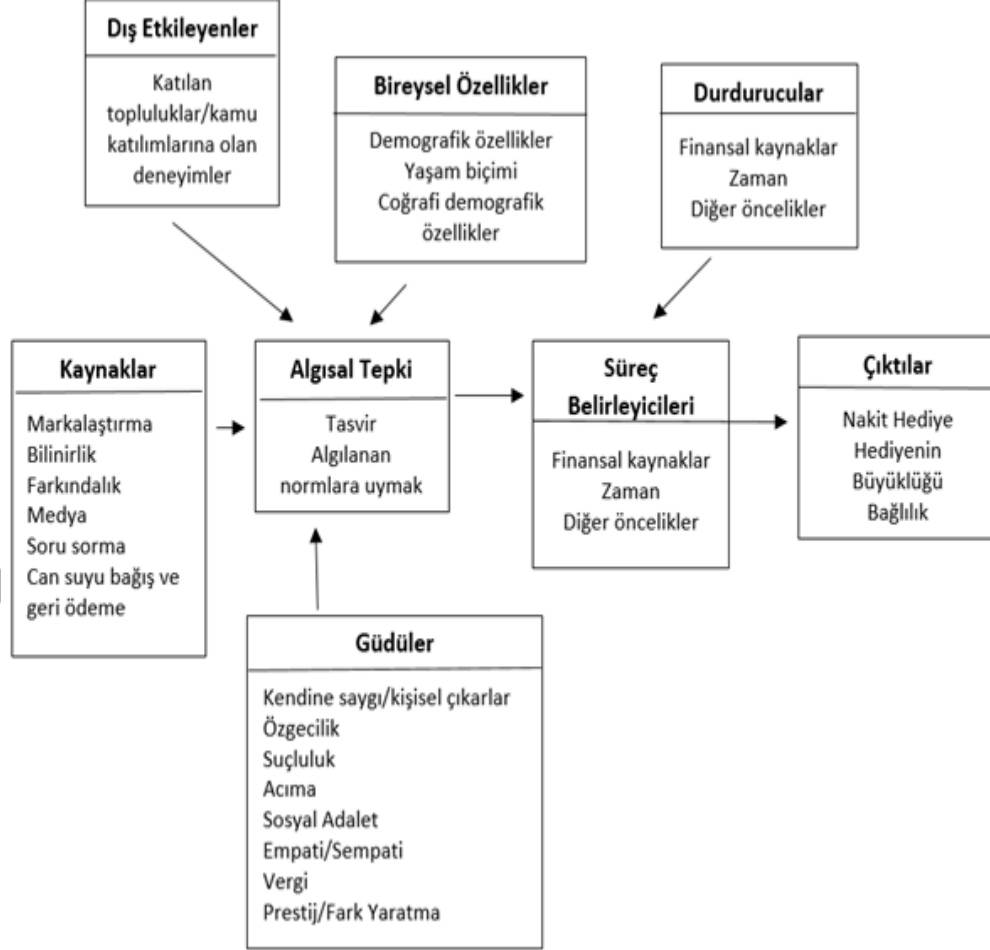 Dış Etkileyenler
Katılan
topluluklar/kamu
katılımlarına olan
deneyimler
Bireysel Özellikler
Demografik özellikler
Yaşam biçimi
Coğrafi demografik
özellikler
Durdurucular
Finansal kaynaklar
Zaman
Diğer öncelikler
Kaynaklar
Markalaştırma
Bilinirlik
Farkındalık
Medya
Soru sorma
Can suyu bağış ve
geri ödeme
Algısal Tepki
Tasvir
Algılanan
normlara uymak
Süreç
Belirleyicileri
Finansal kaynaklar
Zaman
Diğer öncelikler
Çıktılar
Nakit Hediye
Hediyenin
Büyüklüğü
Bağlılık
Güdüler
Kendine saygı/kişisel çıkarlar
Özgecilik
Suçluluk
Acıma
Sosyal Adalet
Empati/Sempati
Vergi
Prestij/Fark Yaratma